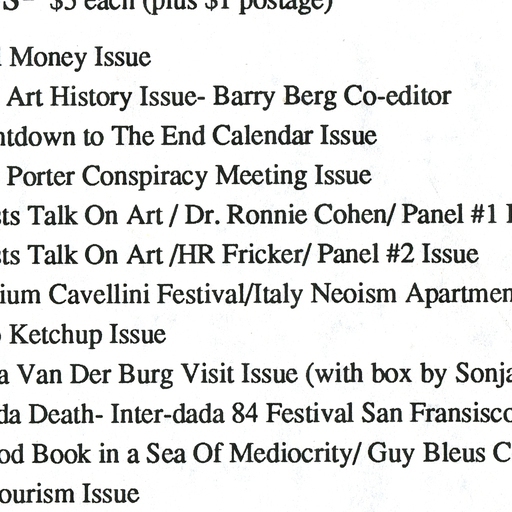 S- $5 each (plus $1 postage)
Money Issue
Art History Issue- Barry Berg Co-editor
ntdown to The End Calendar Issue
Porter Conspiracy Meeting Issue
sts Talk On Art / Dr. Ronnie Cohen/ Panel #1
sts Talk On Art /HR Fricker/ Panel #2 Issue
ium Cavellini Festival/Italy Neoism Apartmen
Ketchup Issue
a Van Der Burg Visit Issue (with box by Sonja
da Death- Inter-dada 84 Festival San Fransisco
od Book in a Sea Of Mediocrity/ Guy Bleus C
ourism Issue